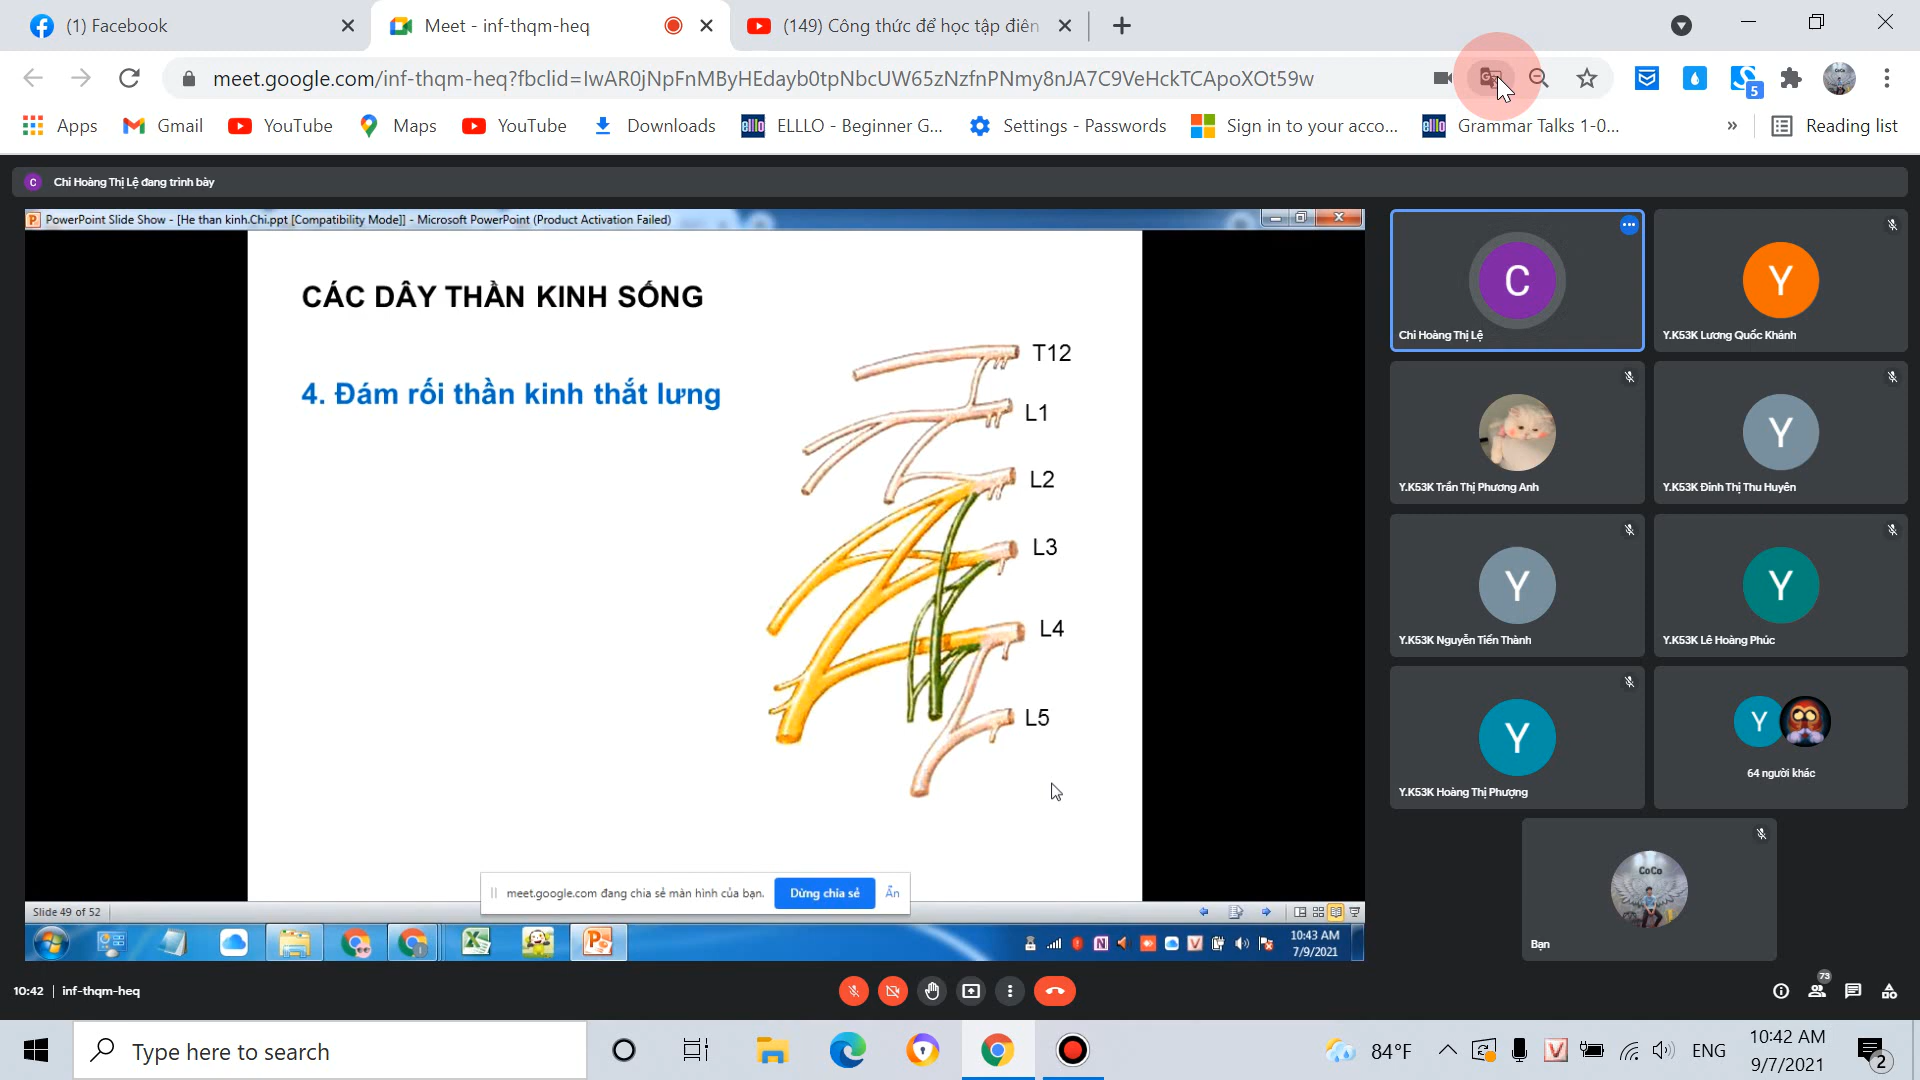 (1) Facebook
Meet - inf-thqm-heq
(149) Công thức để học tập điên
meet.google.com/inf-thqm-heq?fbclid=IwAR0jNpFnMByHEdayb0tpNbcUW65zNzfnPNmy8nJA7C9VeHckTCApoXOt59w
5
Apps
Gmail
YouTube
Maps
YouTube
Downloads
ELLLO - Beginner G...
Settings - Passwords
Sign in to your acco...
Grammar Talks 1-0...
»
Reading list
C
Chi Hoàng Thị Lệ đang trình bày
PowerPoint Slide Show - [He than kinh.Chi.ppt [Compatibility Mode]] - Microsoft PowerPoint (Product Activation Failed)
CÁC DÂY THẦN KINH SỐNG
4. Đám rối thần kinh thắt lưng
T12
L1
L2
L3
L4
L5
meet.google.com đang chia sẻ màn hình của bạn.
Dừng chia sẻ
Ẩn
Slide 49 of 52
10:43 AM
7/9/2021
C
Chi Hoàng Thị Lệ
Y
Y.K53K Lương Quốc Khánh
Y.K53K Trần Thị Phương Anh
Y
Y.K53K Đinh Thị Thu Huyên
Y
Y.K53K Nguyễn Tiến Thành
Y
Y.K53K Lê Hoàng Phúc
Y
Y.K53K Hoàng Thị Phượng
Y
64 người khác
CoCo
Bạn
10:42 | inf-thqm-heq
73
Type here to search
84°F
ENG
10:42 AM
9/7/2021
2